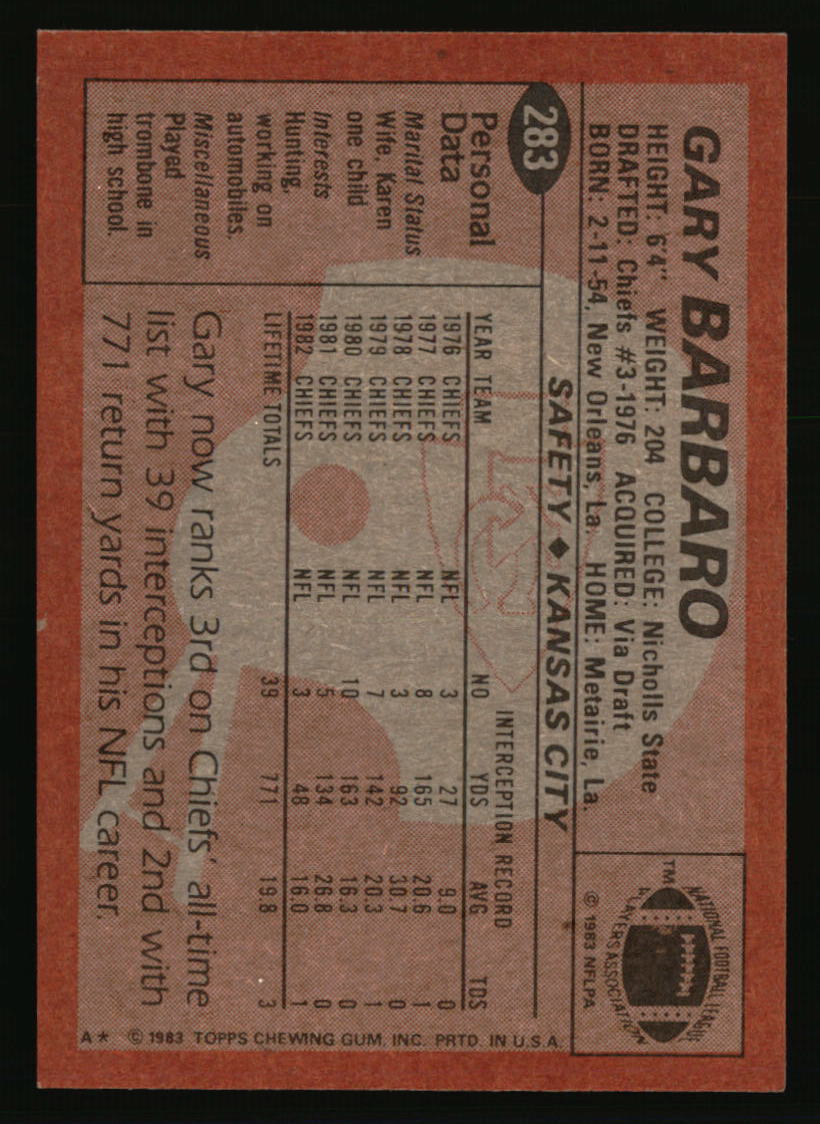 283
GARY BARBARO
HEIGHT: 6'4" WEIGHT: 204 COLLEGE: Nicholls State
DRAFTED: Chiefs #3-1976 ACQUIRED: Via Draft
BORN: 2-11-54, New Orleans, La. HOME: Metairie, La.
SAFETY ◆ KANSAS CITY
NATIONAL FOOTBALL LEAGUE
PLAYERS ASSOCIATION
TM
© 1983 NFLPA
Personal
Data
Marital Status
Wife, Karen
one child
Interests
Hunting,
working on
automobiles.
Miscellaneous
Played
trombone in
high school.
INTERCEPTION RECORD
YEAR TEAM NO YDS AVG TDS
1976 CHIEFS NFL 3 27 9.0 0
1977 CHIEFS NFL 8 165 20.6 1
1978 CHIEFS NFL 3 92 30.7 0
1979 CHIEFS NFL 7 142 20.3 1
1980 CHIEFS NFL 10 163 16.3 0
1981 CHIEFS NFL 5 134 26.8 0
1982 CHIEFS NFL 3 48 16.0 1
LIFETIME TOTALS 39 771 19.8 3
Gary now ranks 3rd on Chiefs' all-time
list with 39 interceptions and 2nd with
771 return yards in his NFL career.
A* © 1983 TOPPS CHEWING GUM, INC. PRTD. IN U.S.A.
KC